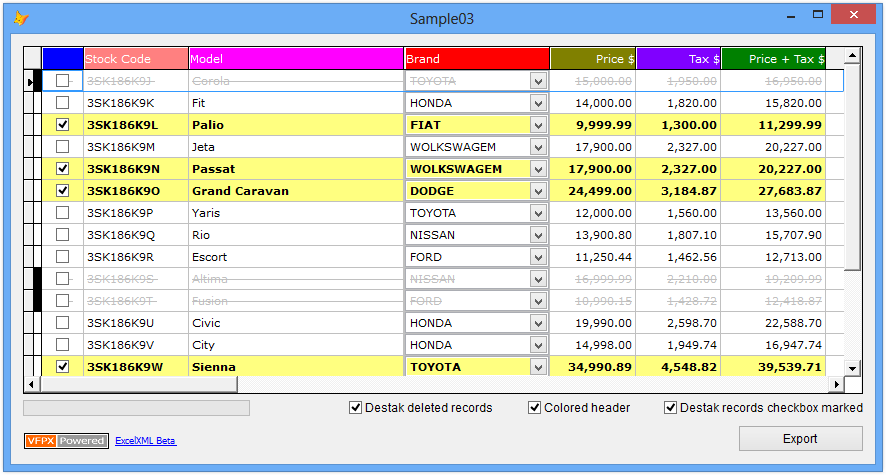 Sample03
Stock Code Model Brand Price $ Tax $ Price + Tax $
3SK186K9J Corola TOYOTA 15,000.00 1,950.00 16,950.00
3SK186K9K Fit HONDA 14,000.00 1,820.00 15,820.00
3SK186K9L Palio FIAT 9,999.99 1,300.00 11,299.99
3SK186K9M Jeta WOLKSWAGEM 17,900.00 2,327.00 20,227.00
3SK186K9N Passat WOLKSWAGEM 17,900.00 2,327.00 20,227.00
3SK186K9O Grand Caravan DODGE 24,499.00 3,184.87 27,683.87
3SK186K9P Yaris TOYOTA 12,000.00 1,560.00 13,560.00
3SK186K9Q Rio NISSAN 13,900.80 1,807.10 15,707.90
3SK186K9R Escort FORD 11,250.44 1,462.56 12,713.00
3SK186K9S Altima NISSAN 16,999.99 2,210.00 19,209.99
3SK186K9T Fusion FORD 10,990.15 1,428.72 12,418.87
3SK186K9U Civic HONDA 19,990.00 2,598.70 22,588.70
3SK186K9V City HONDA 14,998.00 1,949.74 16,947.74
3SK186K9W Sienna TOYOTA 34,990.89 4,548.82 39,539.71
Destak deleted records Colored header Destak records checkbox marked
VFPX Powered ExcelXML Beta Export